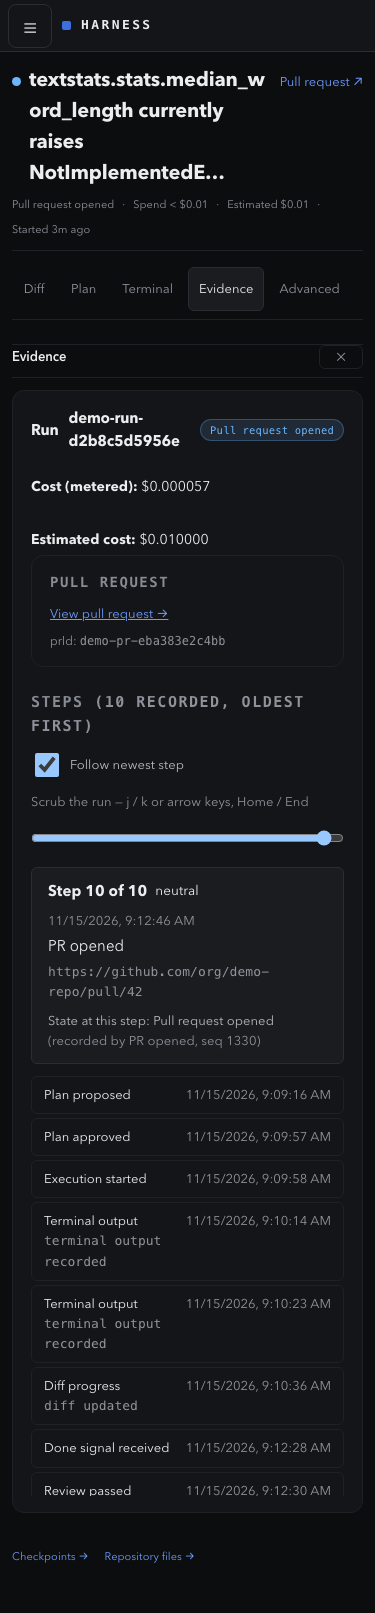 HARNESS
textstats.stats.median_w
ord_length currently
raises
NotImplementedE...
Pull request ↗
Pull request opened · Spend < $0.01 · Estimated $0.01 ·
Started 3m ago
Diff Plan Terminal Evidence Advanced
Evidence
Run demo-run-
d2b8c5d5956e
Pull request opened
Cost (metered): $0.000057
Estimated cost: $0.010000
PULL REQUEST
View pull request →
prId: demo-pr-eba383e2c4bb
STEPS (10 RECORDED, OLDEST
FIRST)
Follow newest step
Scrub the run — j / k or arrow keys, Home / End
Step 10 of 10 neutral
11/15/2026, 9:12:46 AM
PR opened
https://github.com/org/demo-
repo/pull/42
State at this step: Pull request opened
(recorded by PR opened, seq 1330)
Plan proposed 11/15/2026, 9:09:16 AM
Plan approved 11/15/2026, 9:09:57 AM
Execution started 11/15/2026, 9:09:58 AM
Terminal output 11/15/2026, 9:10:14 AM
terminal output
recorded
Terminal output 11/15/2026, 9:10:23 AM
terminal output
recorded
Diff progress 11/15/2026, 9:10:36 AM
diff updated
Done signal received 11/15/2026, 9:12:28 AM
Review passed 11/15/2026, 9:12:30 AM
Checkpoints → Repository files →